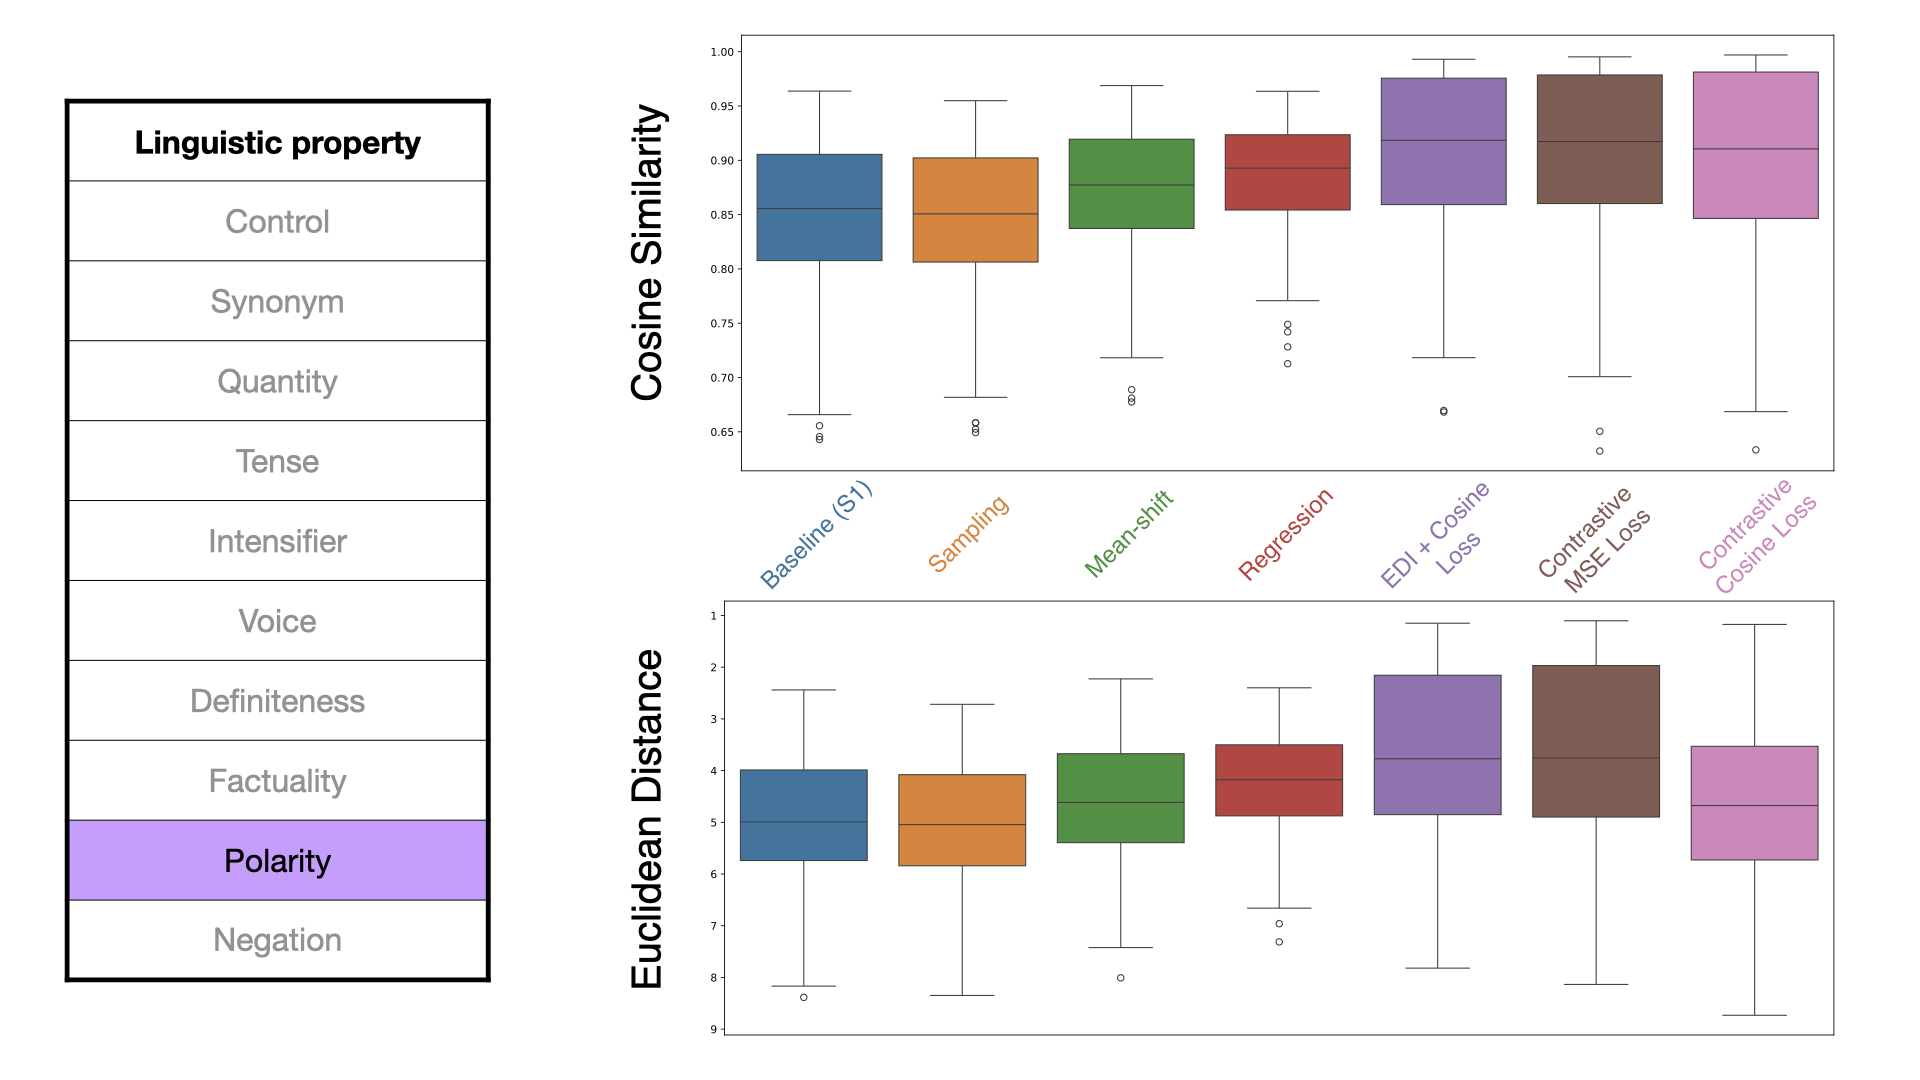 Linguistic property
Control
Synonym
Quantity
Tense
Intensifier
Voice
Definiteness
Factuality
Polarity
Negation
Cosine Similarity
1.00
0.95
0.90
0.85
0.80
0.75
0.70
0.65
Baseline (S1)
Sampling
Mean-shift
Regression
EDI + Cosine
Loss
Contrastive
MSE Loss
Contrastive
Cosine Loss
Euclidean Distance
1
2
3
4
5
6
7
8
9